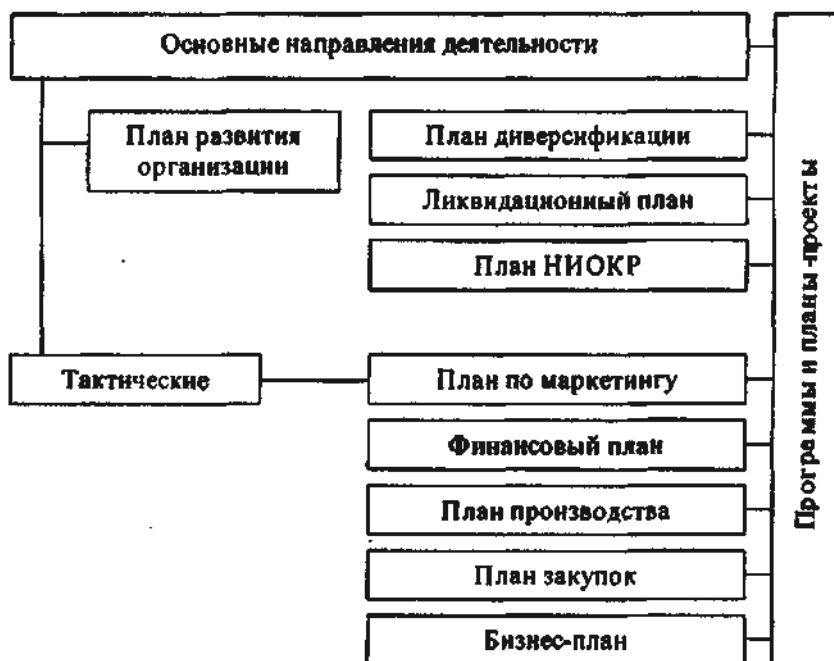 Основные направления деятельности
План развития
организации
План диверсификации
Ликвидационный план
План НИОКР
Тактические
План по маркетингу
Финансовый план
План производства
План закупок
Бизнес-план
Программы и планы-проекты